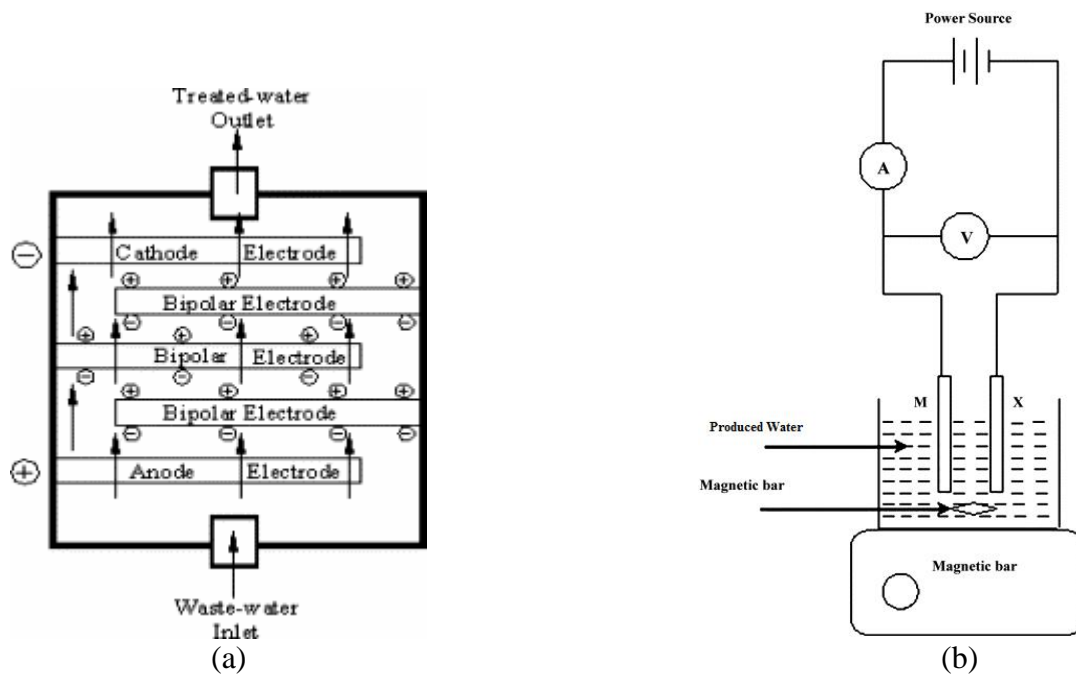 Treated-water
Outlet
Cathode Electrode
Bipolar Electrode
Bipolar Electrode
Bipolar Electrode
Anode Electrode
Waste-water
Inlet
(a)
Power Source
A
V
M X
Produced Water
Magnetic bar
Magnetic bar
(b)